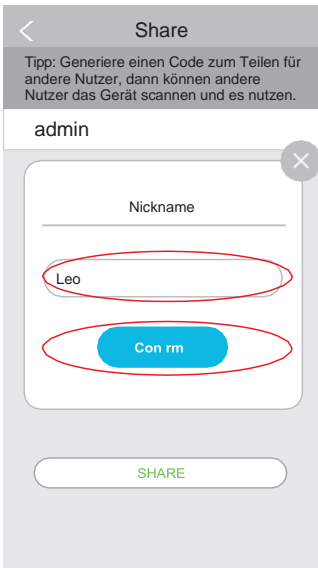 Share
Tipp: Generiere einen Code zum Teilen für
andere Nutzer, dann können andere
Nutzer das Gerät scannen und es nutzen.
admin
Nickname
Leo
Con rm
SHARE